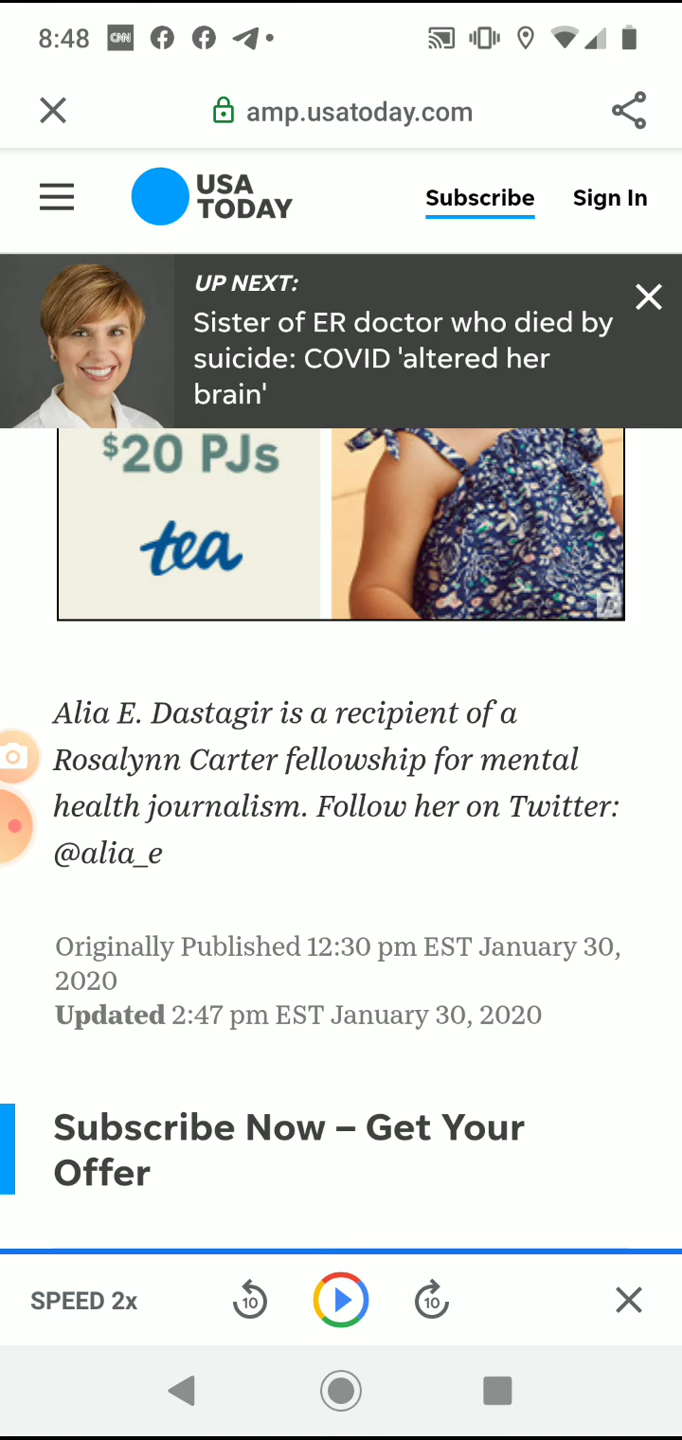 8:48 CNN
amp.usatoday.com
USA
TODAY
Subscribe Sign In
UP NEXT:
Sister of ER doctor who died by
suicide: COVID 'altered her
brain'
$20 PJs
tea
Alia E. Dastagir is a recipient of a
Rosalynn Carter fellowship for mental
health journalism. Follow her on Twitter:
@alia_e
Originally Published 12:30 pm EST January 30,
2020
Updated 2:47 pm EST January 30, 2020
Subscribe Now – Get Your
Offer
SPEED 2x 10 10